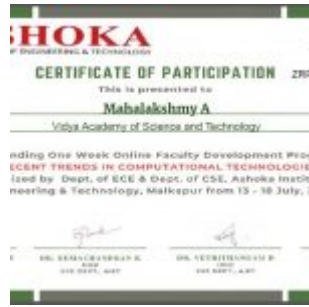 SHOKA
OF ENGINEERING & TECHNOLOGY
CERTIFICATE OF PARTICIPATION
This is presented to
Mahalakshmy A
Vidya Academy of Science and Technology
nding One Week Online Faculty Development Pro
ECENT TRENDS IN COMPUTATIONAL TECHNOLOGIE
ized by Dept. of ECE & Dept. of CSE, Ashoka Instit
neering & Technology, Malkapur from 13 - 18 July,